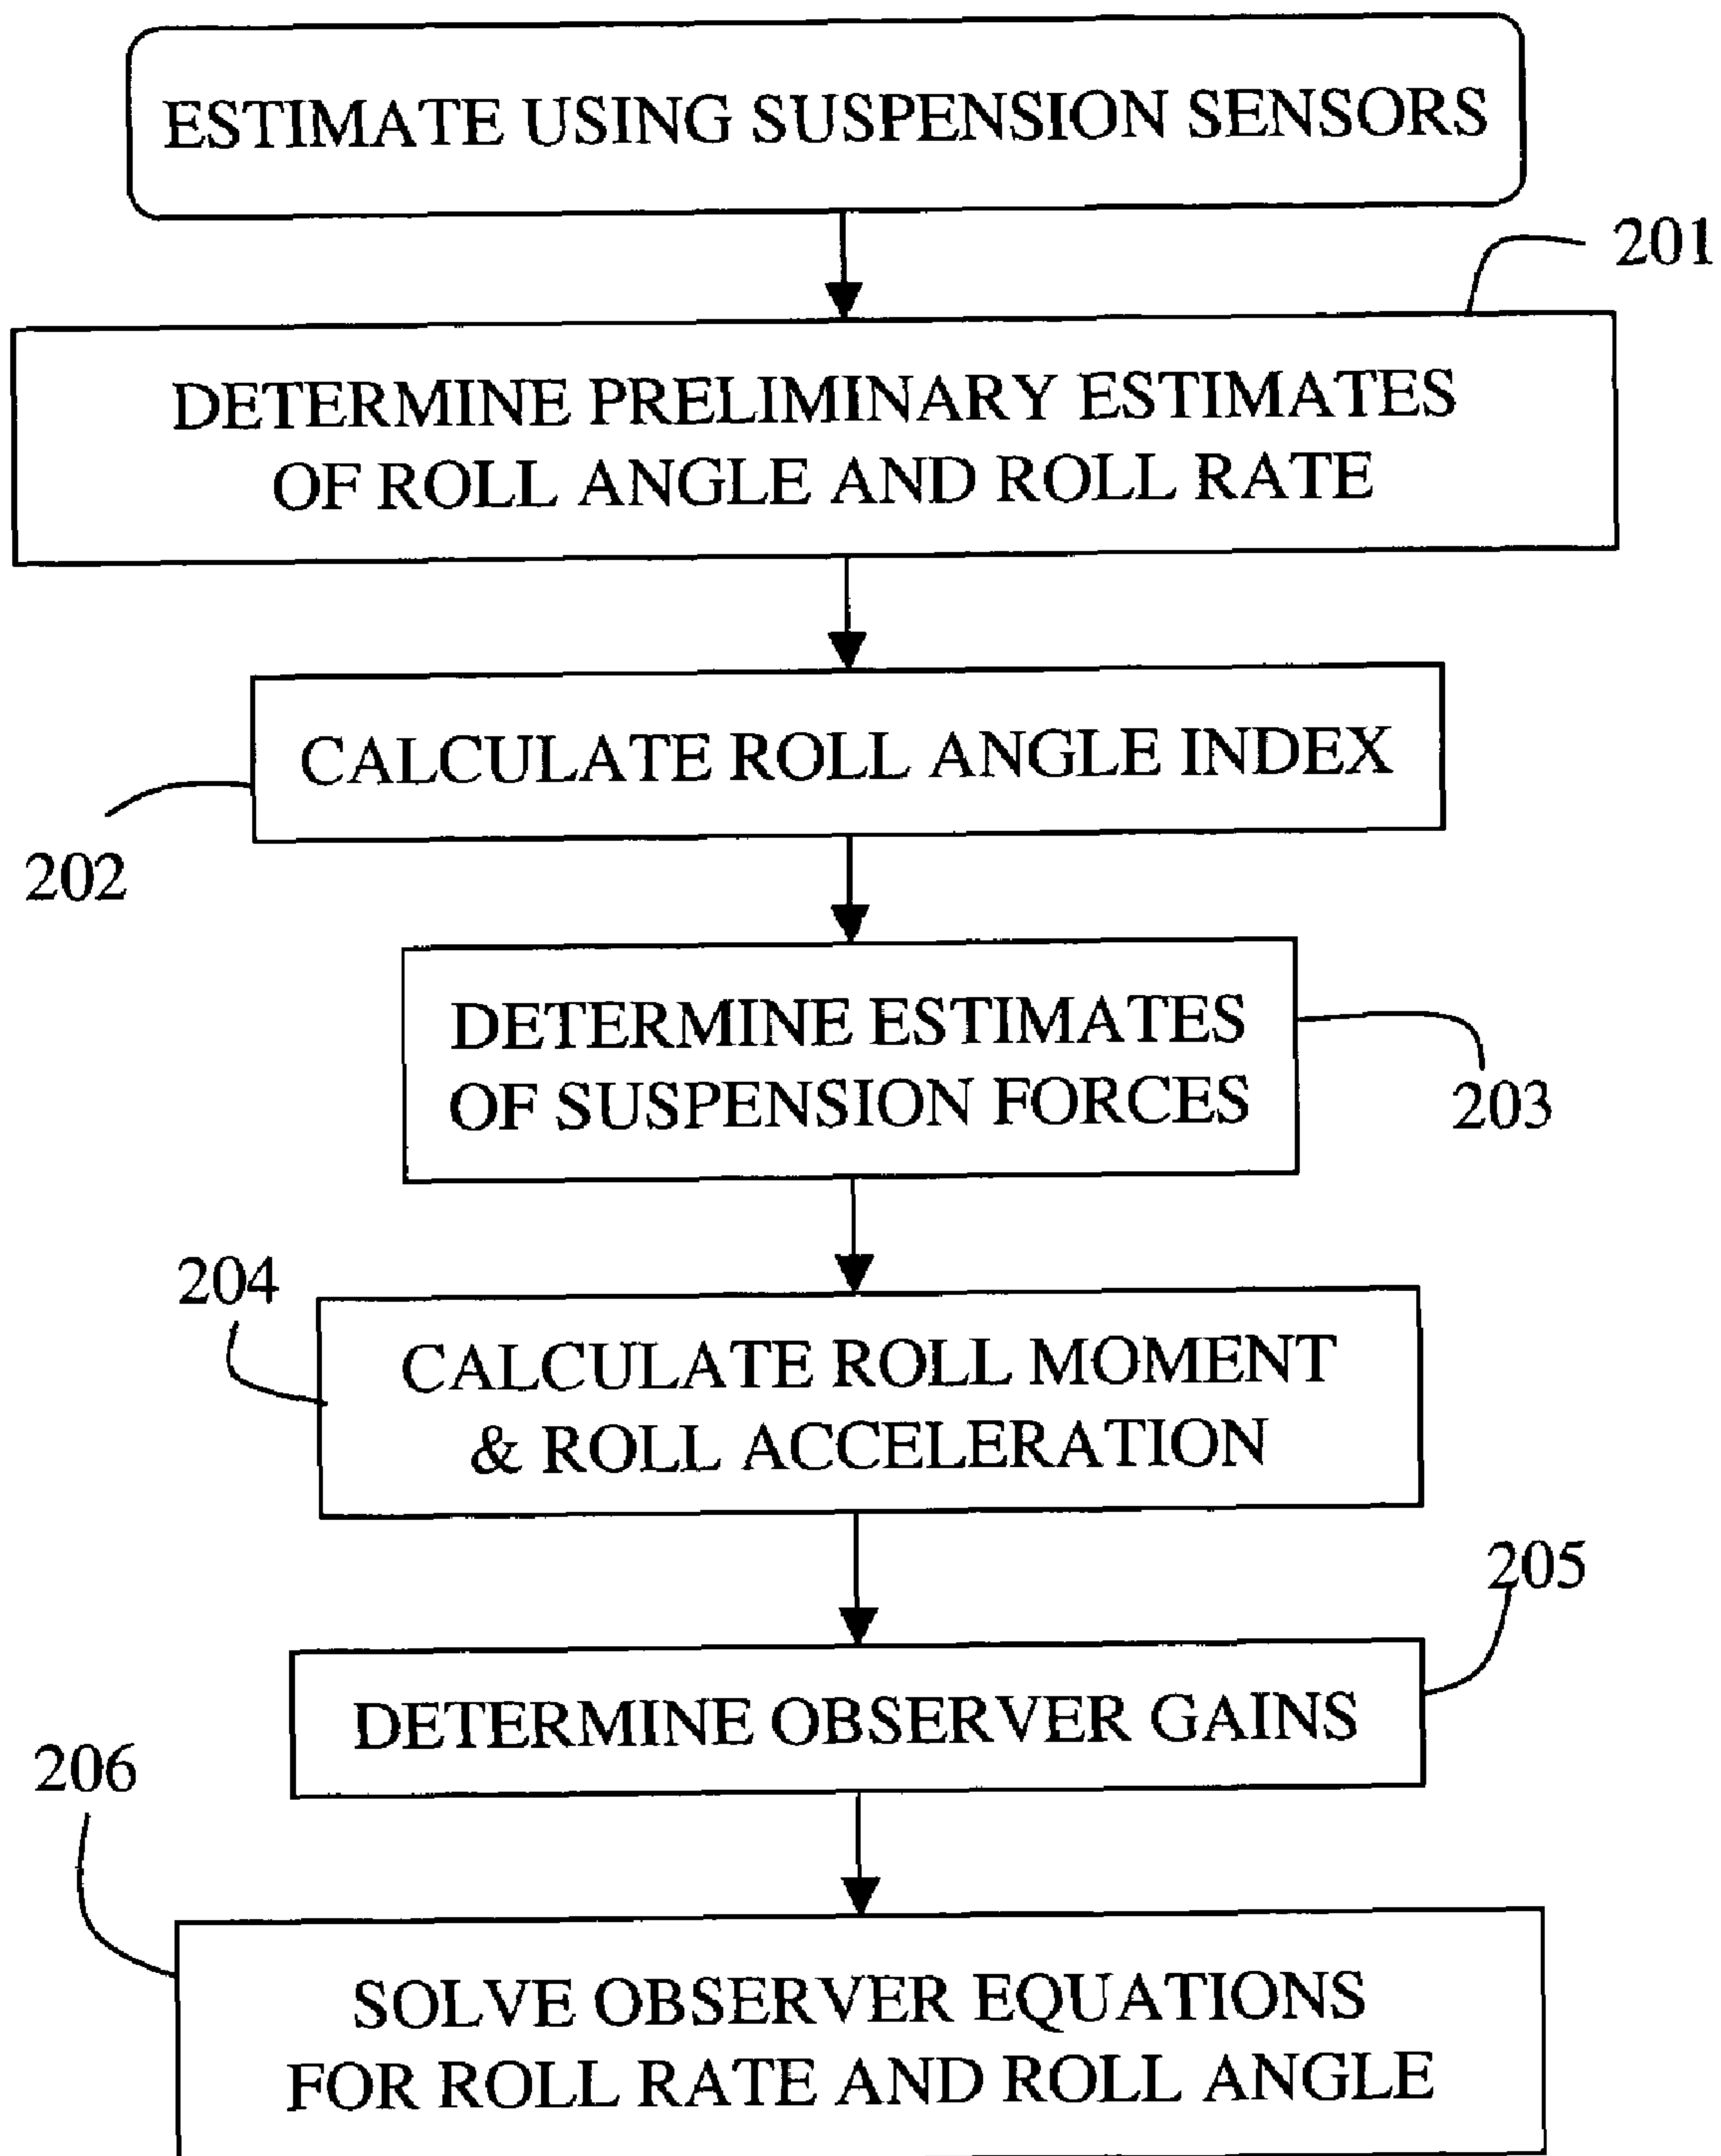 ESTIMATE USING SUSPENSION SENSORS
201
DETERMINE PRELIMINARY ESTIMATES
OF ROLL ANGLE AND ROLL RATE
CALCULATE ROLL ANGLE INDEX
202
DETERMINE ESTIMATES
OF SUSPENSION FORCES
203
204
CALCULATE ROLL MOMENT
& ROLL ACCELERATION
205
DETERMINE OBSERVER GAINS
206
SOLVE OBSERVER EQUATIONS
FOR ROLL RATE AND ROLL ANGLE